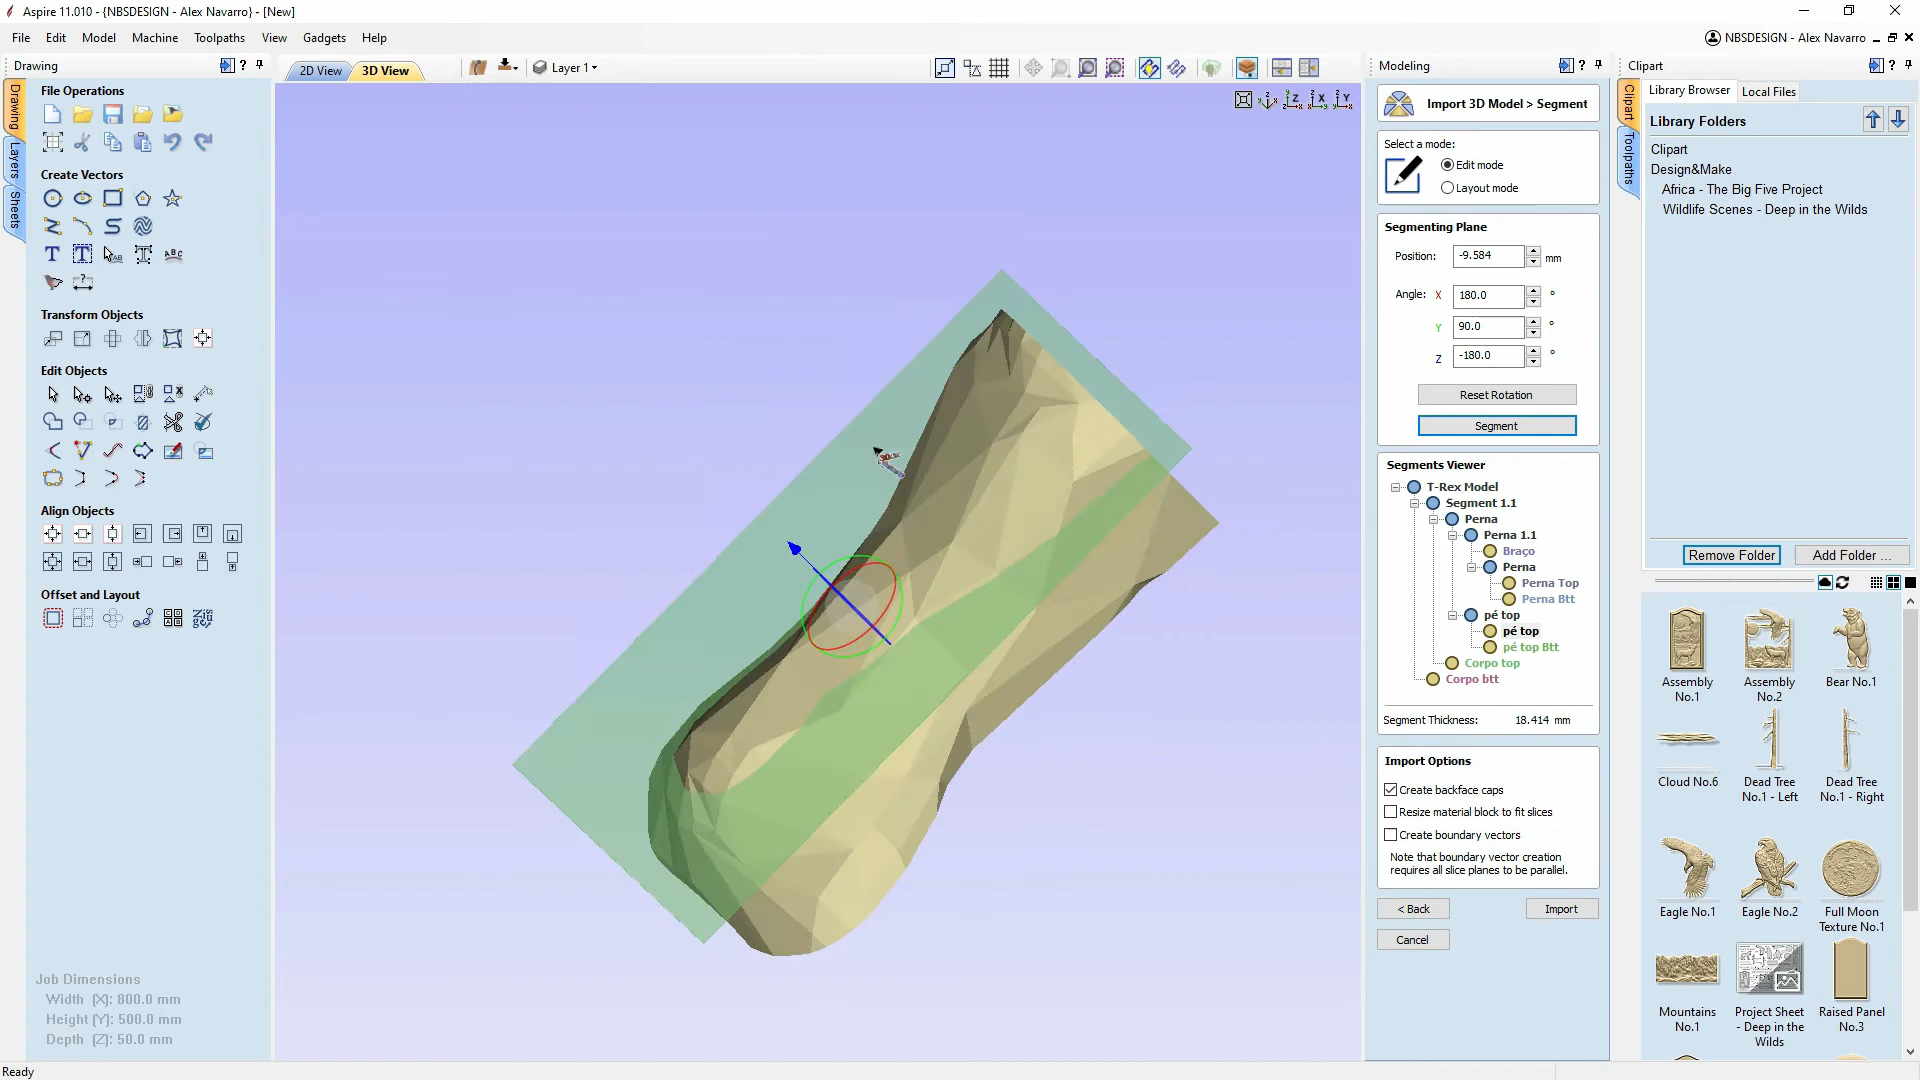 Aspire 11.010 - {NBSDESIGN - Alex Navarro} - [New]
File Edit Model Machine Toolpaths View Gadgets Help
NBSDESIGN - Alex Navarro
Drawing
?
2D View
3D View
Layer 1
Modeling
?
Clipart
?
Drawing
Layers
Sheets
File Operations
Create Vectors
Transform Objects
Edit Objects
Align Objects
Offset and Layout
Job Dimensions
Width (X): 800.0 mm
Height (Y): 500.0 mm
Depth (Z): 50.0 mm
Import 3D Model > Segment
Select a mode:
Edit mode
Layout mode
Segmenting Plane
Position: -9.584 mm
Angle: X 180.0 °
Y 90.0 °
Z -180.0 °
Reset Rotation
Segment
Segments Viewer
T-Rex Model
Segment 1.1
Perna
Perna 1.1
Braço
Perna
Perna Top
Perna Btt
pé top
pé top
pé top Btt
Corpo top
Corpo btt
Segment Thickness: 18.414 mm
Import Options
Create backface caps
Resize material block to fit slices
Create boundary vectors
Note that boundary vector creation
requires all slice planes to be parallel.
< Back
Import
Cancel
Clipart
Toolpaths
Library Browser
Local Files
Library Folders
Clipart
Design&Make
Africa - The Big Five Project
Wildlife Scenes - Deep in the Wilds
Remove Folder
Add Folder ...
Assembly No.1
Assembly No.2
Bear No.1
Cloud No.6
Dead Tree No.1 - Left
Dead Tree No.1 - Right
Eagle No.1
Eagle No.2
Full Moon Texture No.1
Mountains No.1
Project Sheet - Deep in the Wilds
Raised Panel No.3
Ready